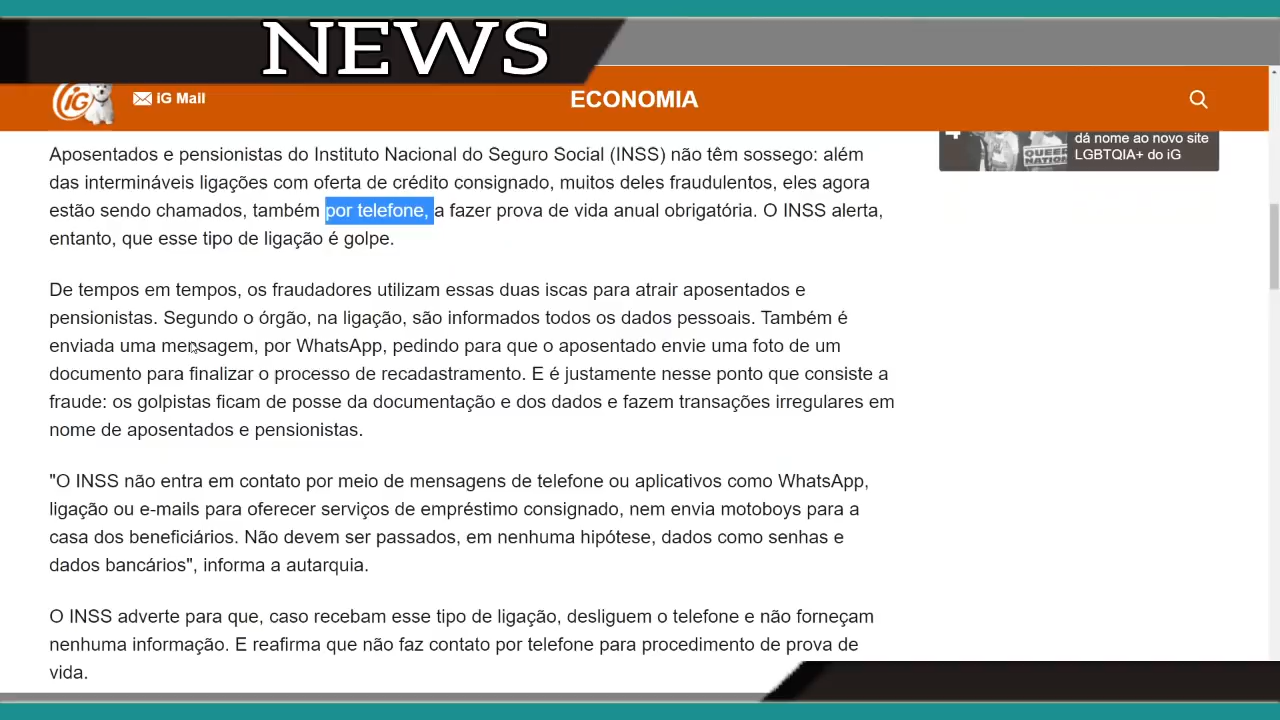 NEWS
iG
iG Mail
ECONOMIA
dá nome ao novo site
LGBTQIA+ do iG
QUEER
NATION
Aposentados e pensionistas do Instituto Nacional do Seguro Social (INSS) não têm sossego: além
das intermináveis ligações com oferta de crédito consignado, muitos deles fraudulentos, eles agora
estão sendo chamados, também por telefone, a fazer prova de vida anual obrigatória. O INSS alerta,
entanto, que esse tipo de ligação é golpe.
De tempos em tempos, os fraudadores utilizam essas duas iscas para atrair aposentados e
pensionistas. Segundo o órgão, na ligação, são informados todos os dados pessoais. Também é
enviada uma mensagem, por WhatsApp, pedindo para que o aposentado envie uma foto de um
documento para finalizar o processo de recadastramento. E é justamente nesse ponto que consiste a
fraude: os golpistas ficam de posse da documentação e dos dados e fazem transações irregulares em
nome de aposentados e pensionistas.
"O INSS não entra em contato por meio de mensagens de telefone ou aplicativos como WhatsApp,
ligação ou e-mails para oferecer serviços de empréstimo consignado, nem envia motoboys para a
casa dos beneficiários. Não devem ser passados, em nenhuma hipótese, dados como senhas e
dados bancários", informa a autarquia.
O INSS adverte para que, caso recebam esse tipo de ligação, desliguem o telefone e não forneçam
nenhuma informação. E reafirma que não faz contato por telefone para procedimento de prova de
vida.